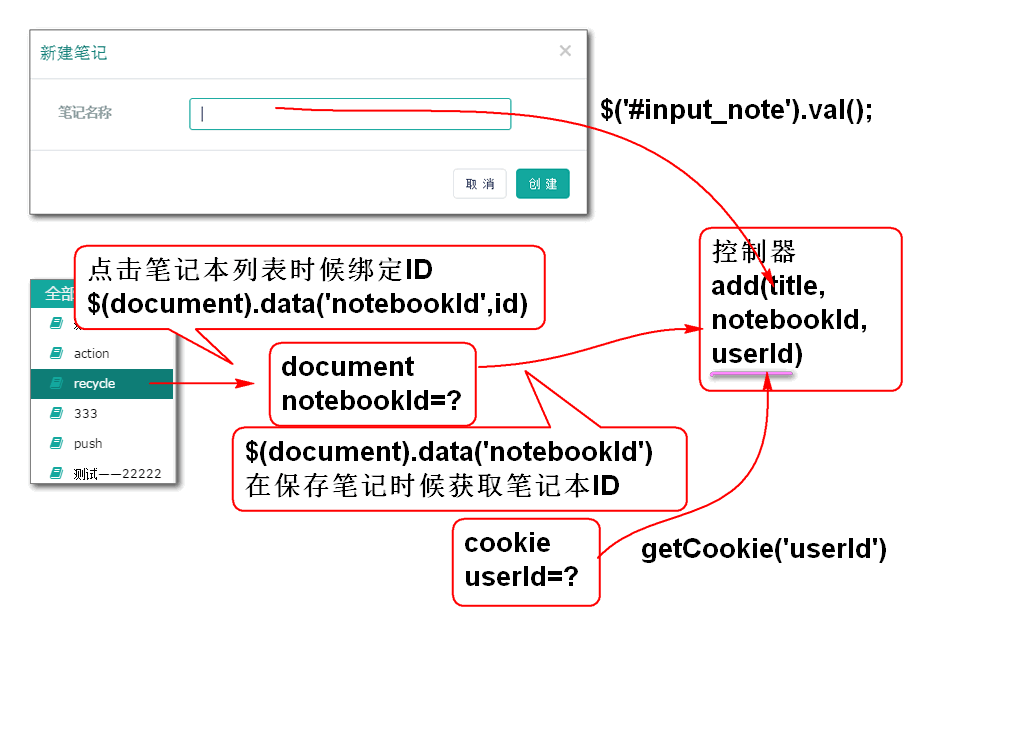 新建笔记
×
笔记名称
$('#input_note').val();
取 消
创 建
控制器
add(title,
notebookId,
userId)
点击笔记本列表时候绑定ID
$(document).data('notebookId',id)
全部
action
recycle
333
push
测试——22222
document
notebookId=?
$(document).data('notebookId')
在保存笔记时候获取笔记本ID
cookie
userId=?
getCookie('userId')